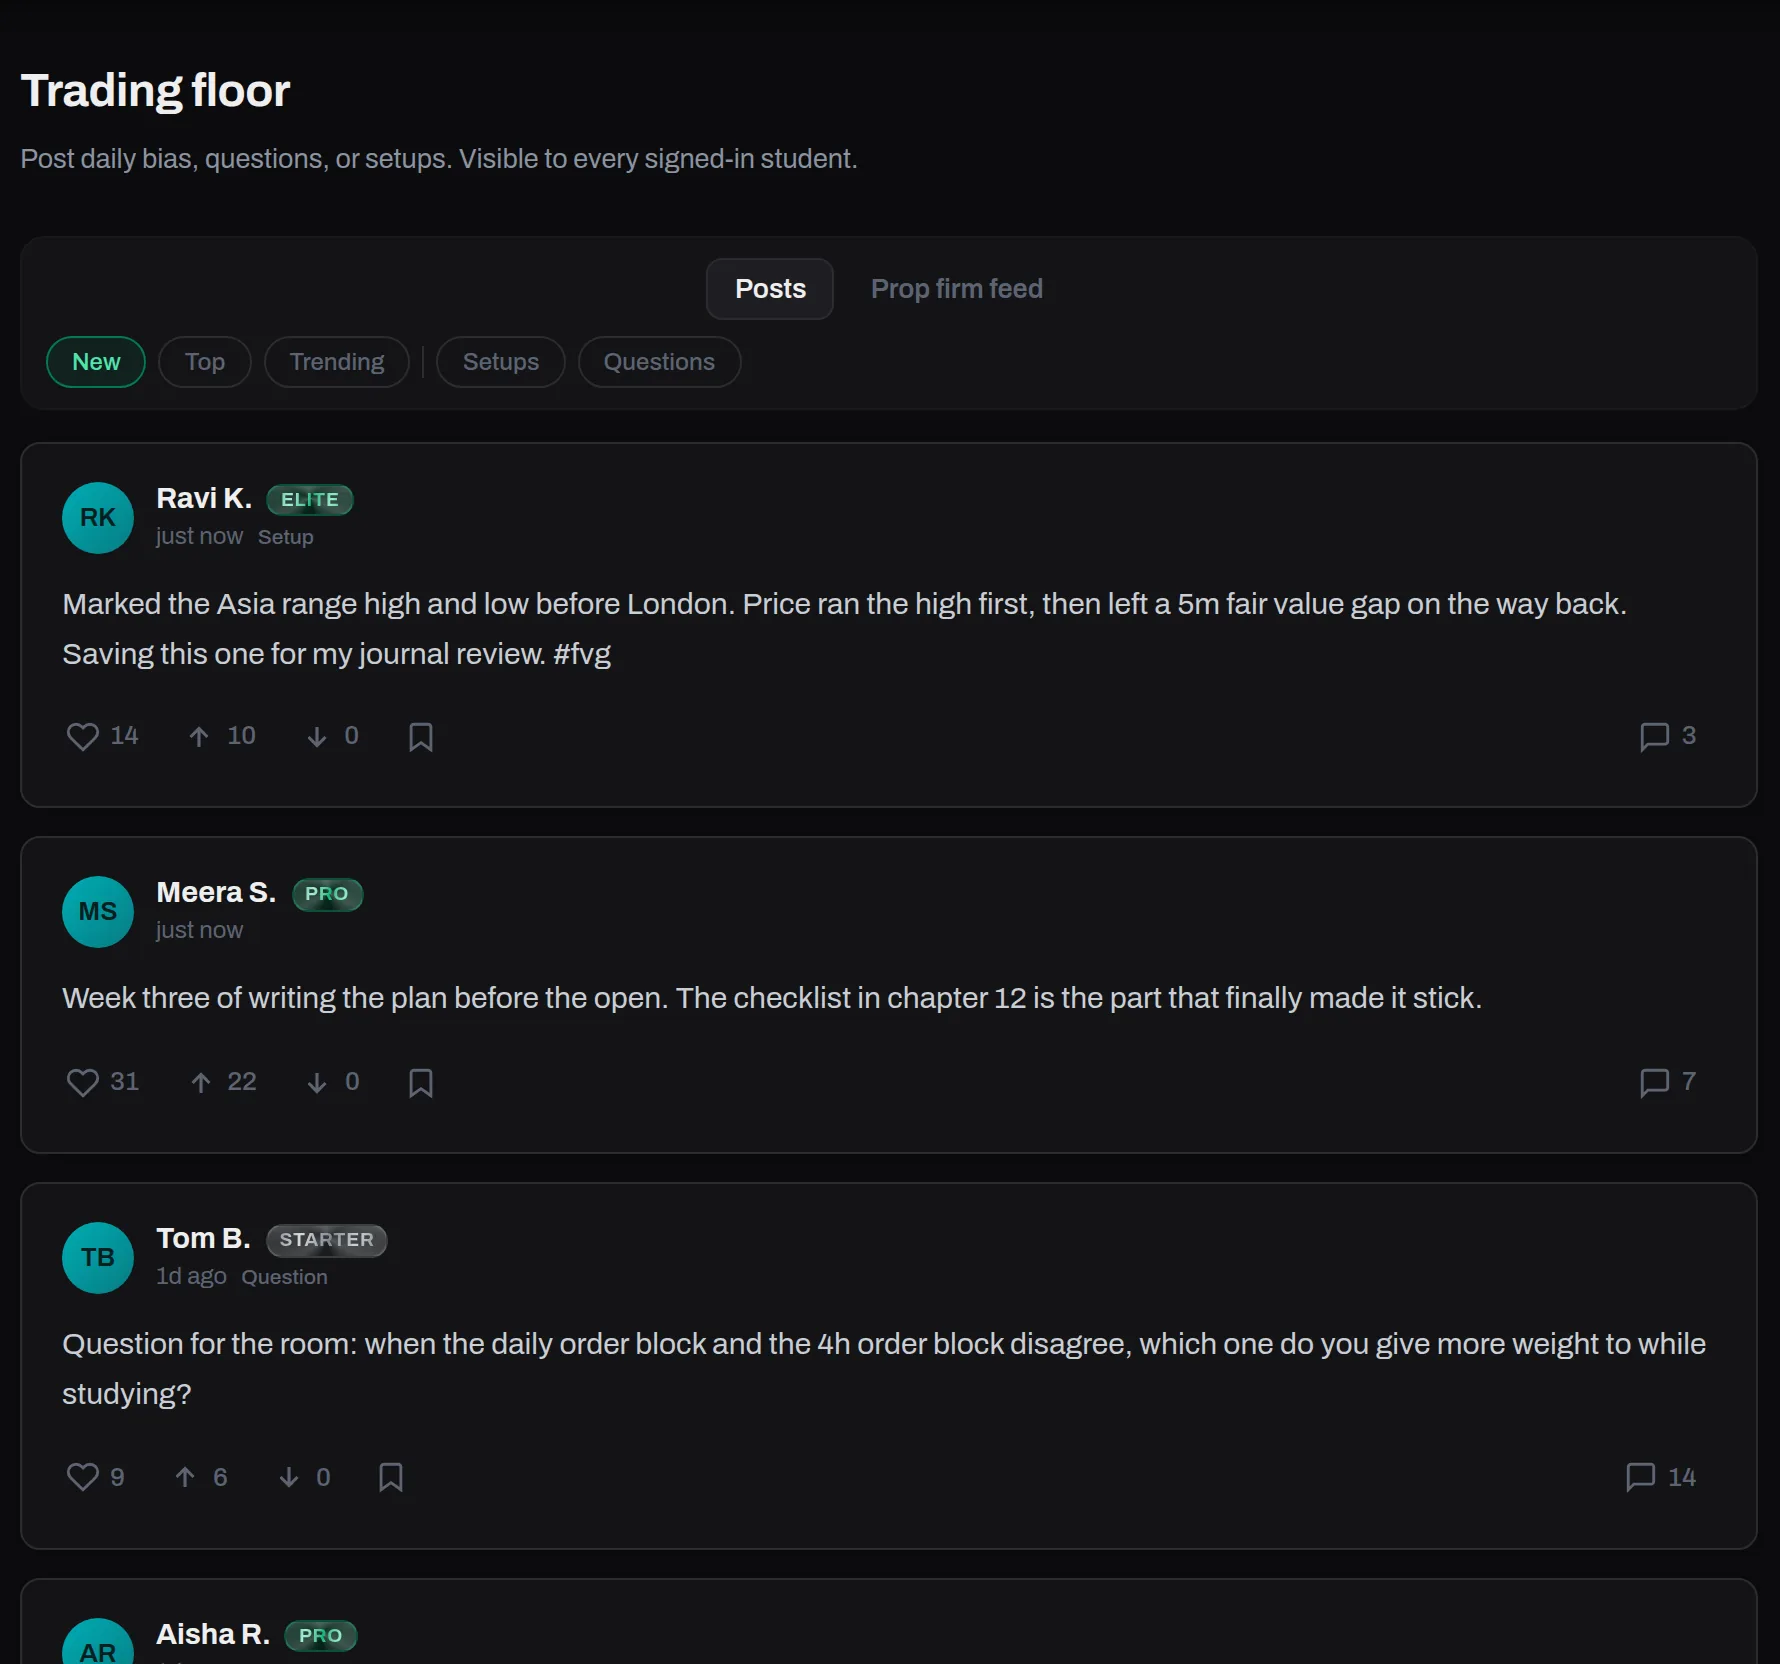 Trading floor
Post daily bias, questions, or setups. Visible to every signed-in student.
Posts Prop firm feed
New Top Trending Setups Questions
RK Ravi K. ELITE
just now Setup
Marked the Asia range high and low before London. Price ran the high first, then left a 5m fair value gap on the way back.
Saving this one for my journal review. #fvg
14 10 0 3
MS Meera S. PRO
just now
Week three of writing the plan before the open. The checklist in chapter 12 is the part that finally made it stick.
31 22 0 7
TB Tom B. STARTER
1d ago Question
Question for the room: when the daily order block and the 4h order block disagree, which one do you give more weight to while
studying?
9 6 0 14
AR Aisha R. PRO